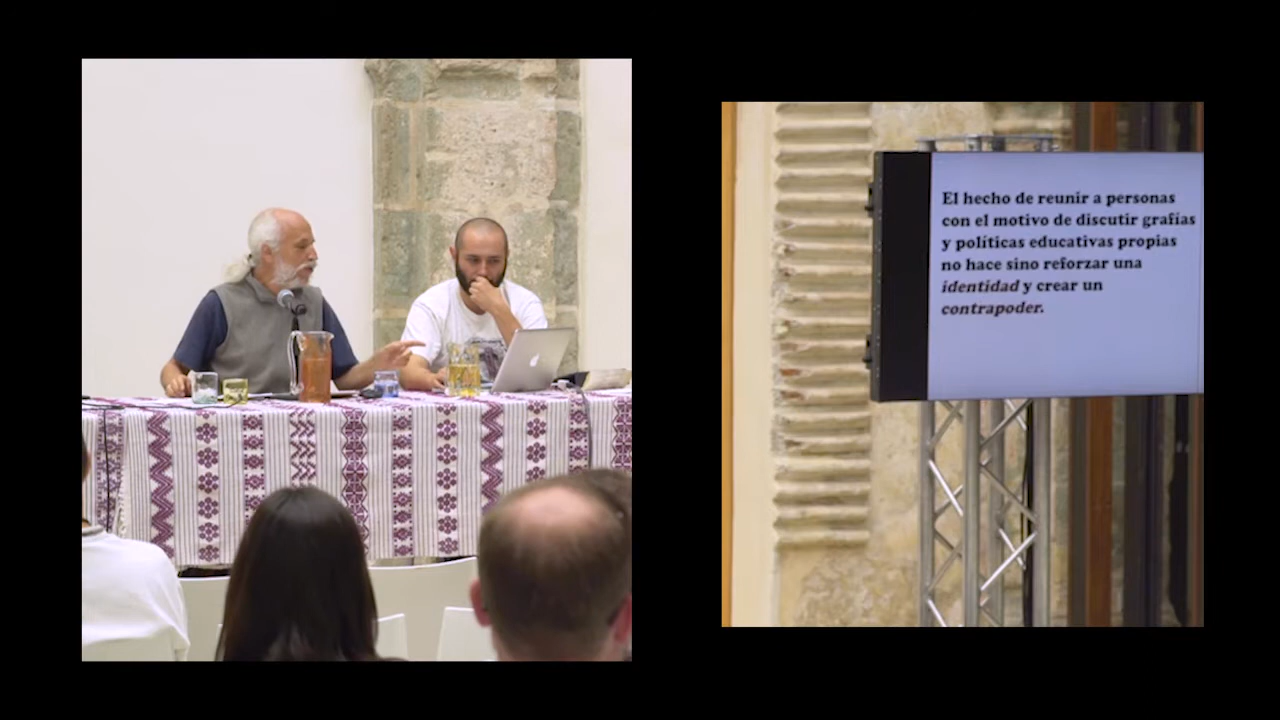 El hecho de reunir a personas
con el motivo de discutir grafías
y políticas educativas propias
no hace sino reforzar una
identidad y crear un
contrapoder.